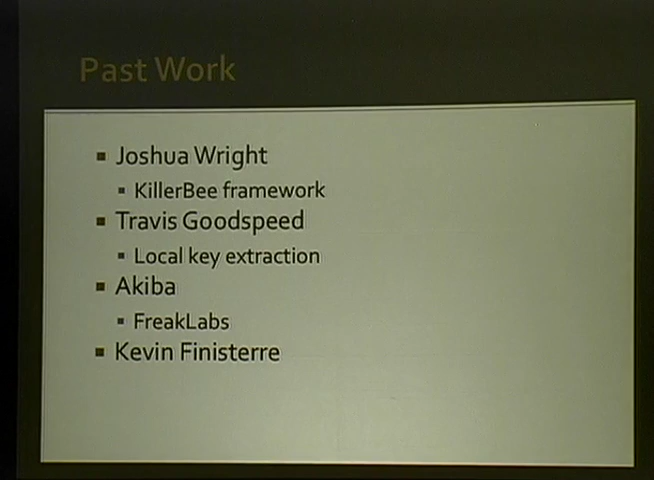 Past Work
Joshua Wright
KillerBee framework
Travis Goodspeed
Local key extraction
Akiba
FreakLabs
Kevin Finisterre